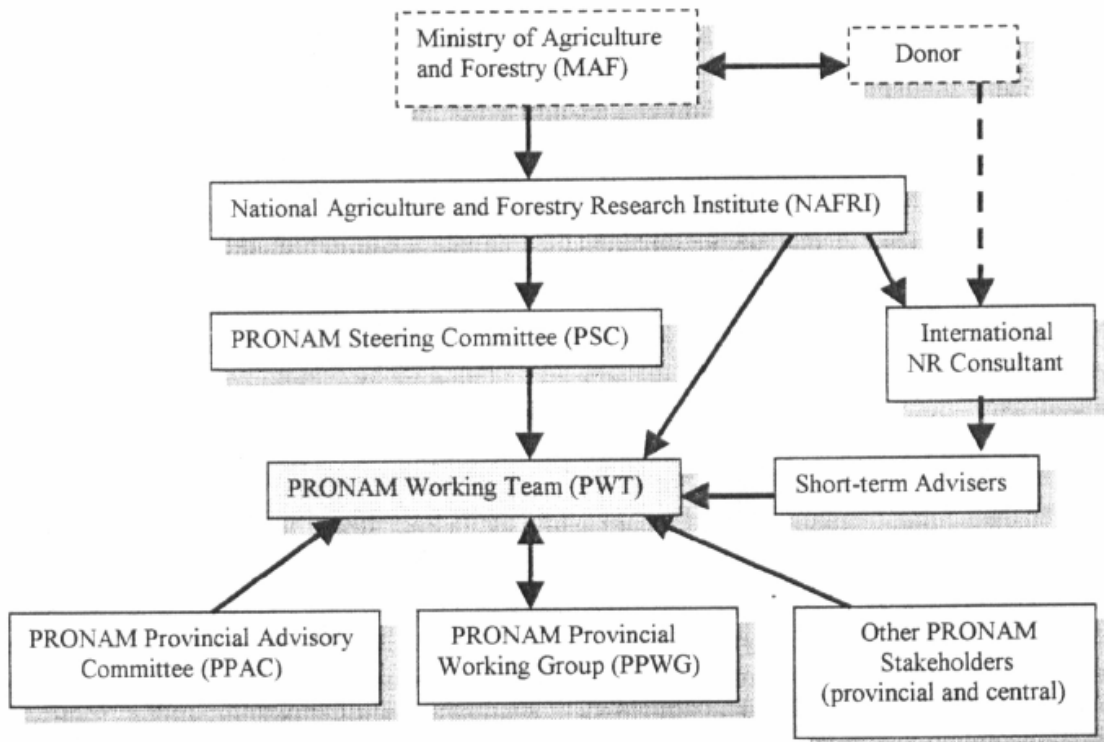 Ministry of Agriculture
and Forestry (MAF)
Donor
National Agriculture and Forestry Research Institute (NAFRI)
PRONAM Steering Committee (PSC)
International
NR Consultant
PRONAM Working Team (PWT)
Short-term Advisers
PRONAM Provincial Advisory
Committee (PPAC)
PRONAM Provincial
Working Group (PPWG)
Other PRONAM
Stakeholders
(provincial and central)